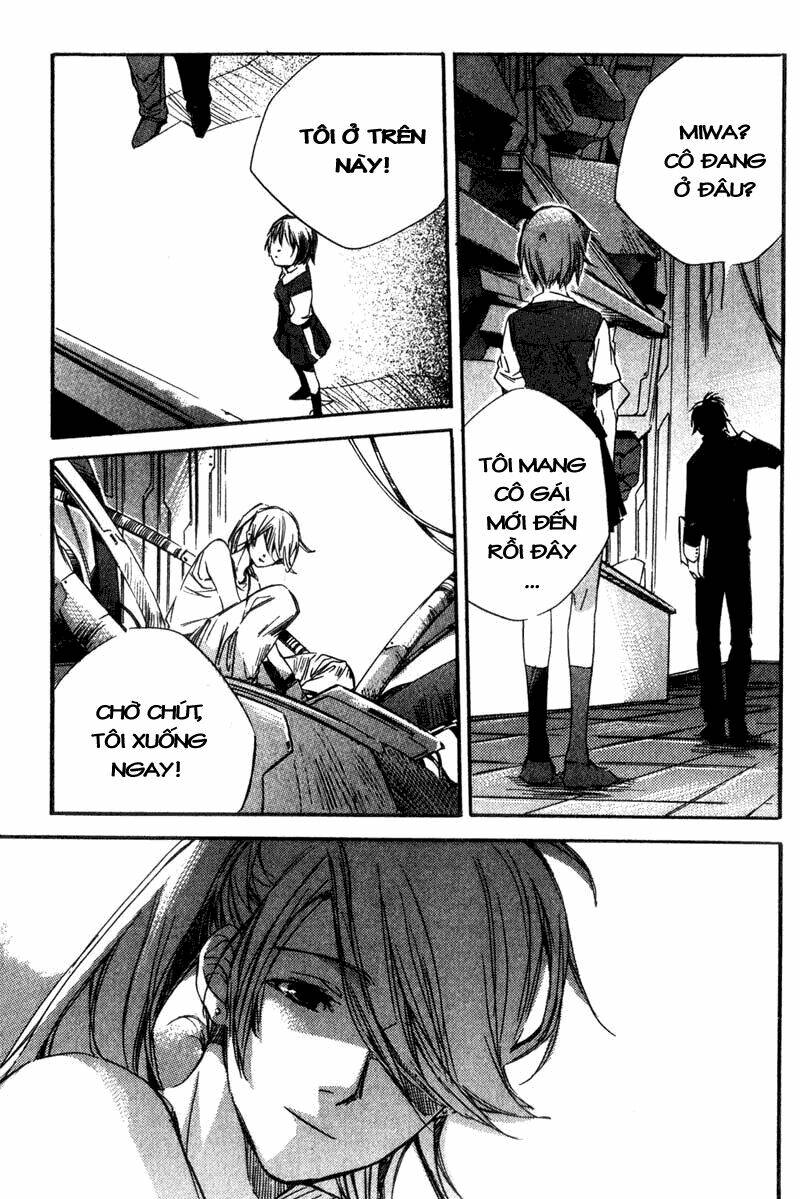 MIWA?
CÔ ĐANG
Ở ĐÂU?
TÔI MANG
CÔ GÁI
MỚI ĐẾN
RỒI ĐÂY
...
TÔI Ở TRÊN
NÀY!
CHỜ CHÚT,
TÔI XUỐNG
NGAY!